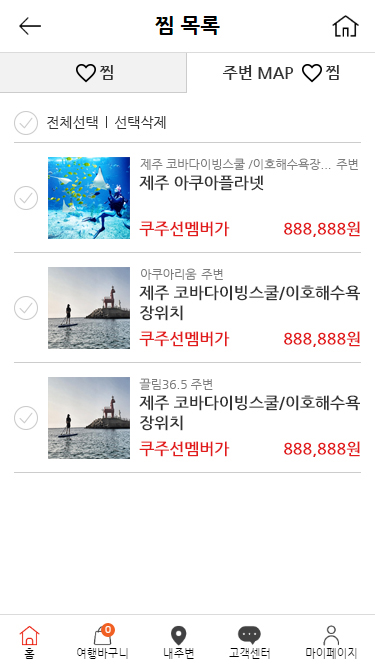 찜 목록
찜
주변 MAP 찜
전체선택 | 선택삭제
제주 코바다이빙스쿨 /이호해수욕장... 주변
제주 아쿠아플라넷
쿠주선멤버가 888,888원
아쿠아리움 주변
제주 코바다이빙스쿨/이호해수욕
장위치
쿠주선멤버가 888,888원
끌림36.5 주변
제주 코바다이빙스쿨/이호해수욕
장위치
쿠주선멤버가 888,888원
0
홈 여행바구니 내주변 고객센터 마이페이지